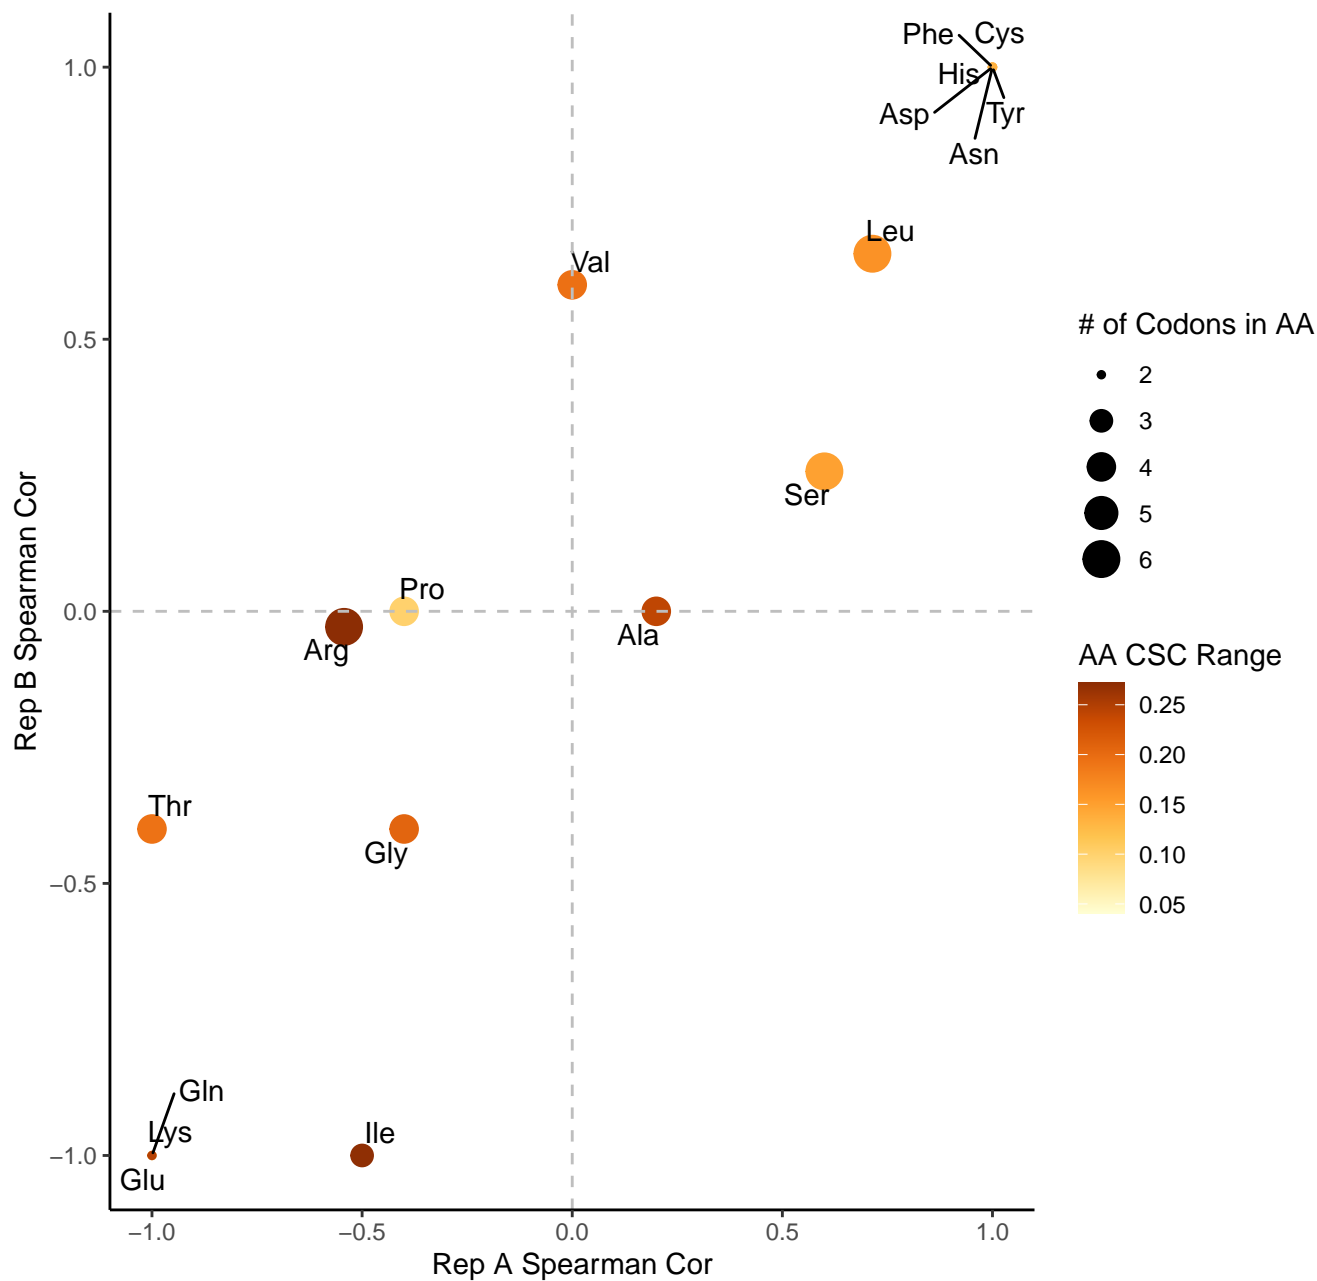 Phe
Cys
His
Asp
Tyr
Asn
Leu
Val
Ser
Pro
Arg
Ala
Thr
Gly
Gln
Lys
Glu
Ile
1.0
0.5
0.0
−0.5
−1.0
−1.0
−0.5
0.0
0.5
1.0
Rep A Spearman Cor
Rep B Spearman Cor
# of Codons in AA
2
3
4
5
6
AA CSC Range
0.25
0.20
0.15
0.10
0.05